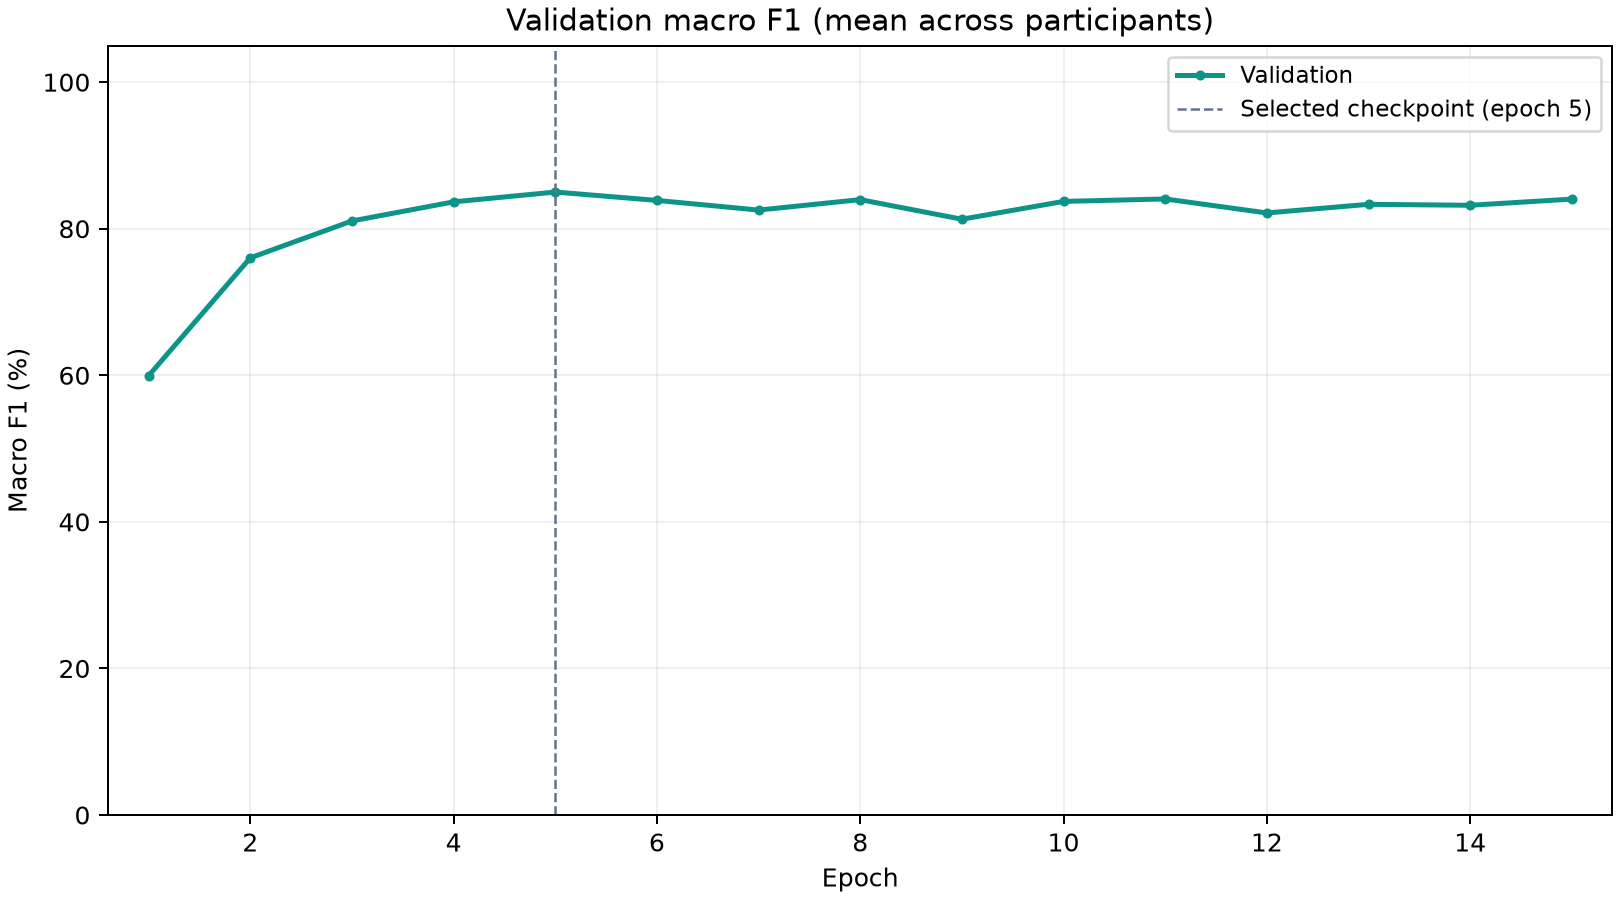 Validation macro F1 (mean across participants)
Validation
Selected checkpoint (epoch 5)
Macro F1 (%)
100
80
60
40
20
0
2 4 6 8 10 12 14
Epoch